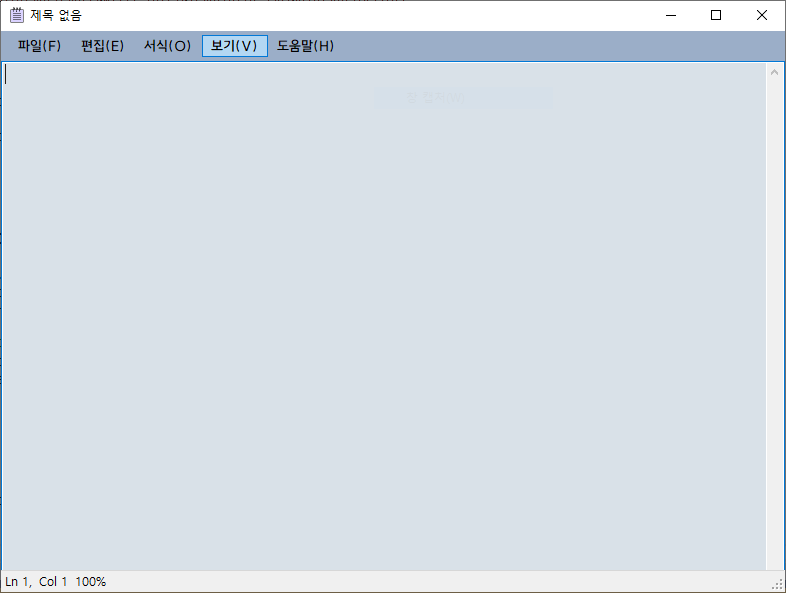 제목 없음
파일(F) 편집(E) 서식(O) 보기(V) 도움말(H)
Ln 1, Col 1 100%